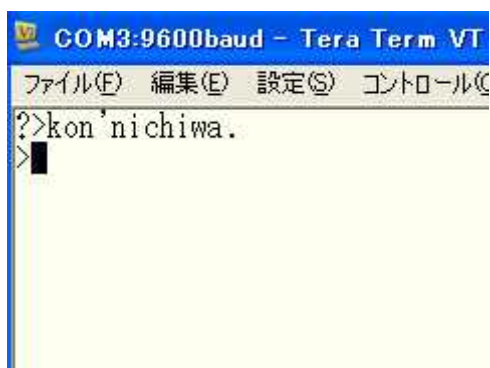 COM3:9600baud - Tera Term VT
ファイル(F) 編集(E) 設定(S) コントロール(O
?>kon'nichiwa.
>